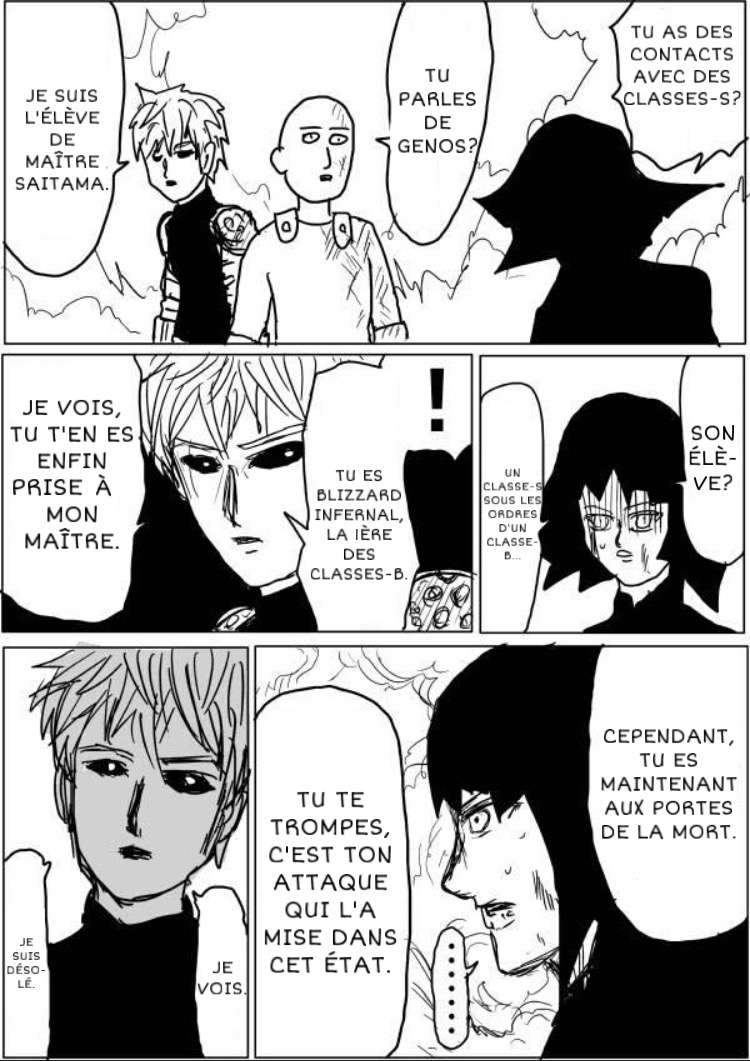 TU AS DES
CONTACTS
AVEC DES
CLASSES-S?
TU
PARLES
DE
GENOS?
JE SUIS
L'ÉLÈVE
DE
MAÎTRE
SAITAMA.
SON
ÉLÈ-
VE?
UN
CLASSE-S
SOUS LES
ORDRES
D'UN
CLASSE-
B...
!
TU ES
BLIZZARD
INFERNAL,
LA 1ÈRE
DES
CLASSES-B.
JE VOIS,
TU T'EN ES
ENFIN
PRISE À
MON
MAÎTRE.
CEPENDANT,
TU ES
MAINTENANT
AUX PORTES
DE LA MORT.
.......
TU TE
TROMPES,
C'EST TON
ATTAQUE
QUI L'A
MISE DANS
CET ÉTAT.
JE
VOIS.
JE
SUIS
DÉSO-
LÉ.